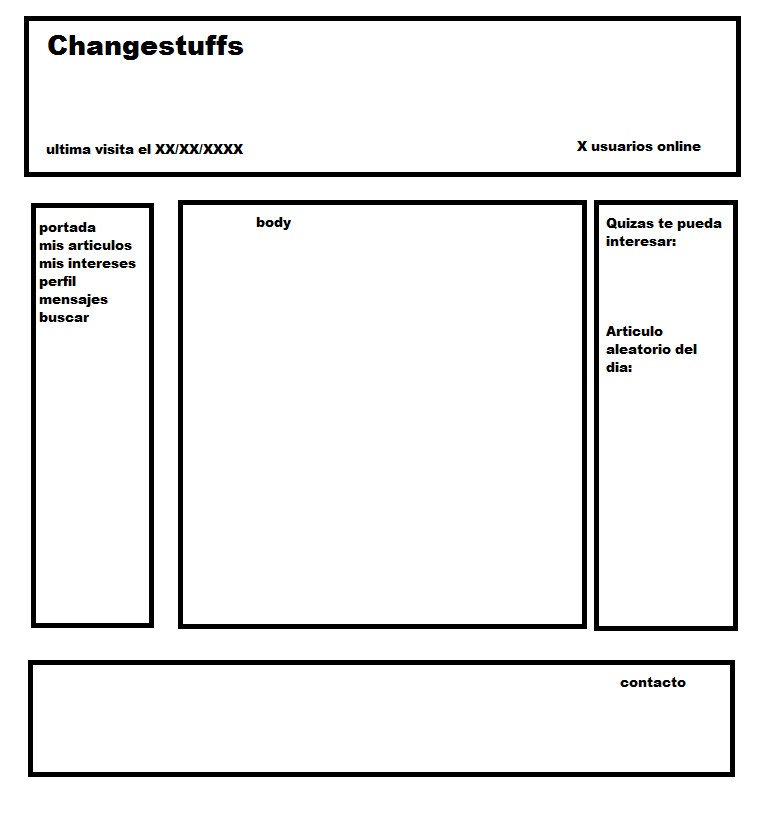 Changestuffs
ultima visita el XX/XX/XXXX
X usuarios online
portada
mis articulos
mis intereses
perfil
mensajes
buscar
body
Quizas te pueda
interesar:
Articulo
aleatorio del
dia:
contacto